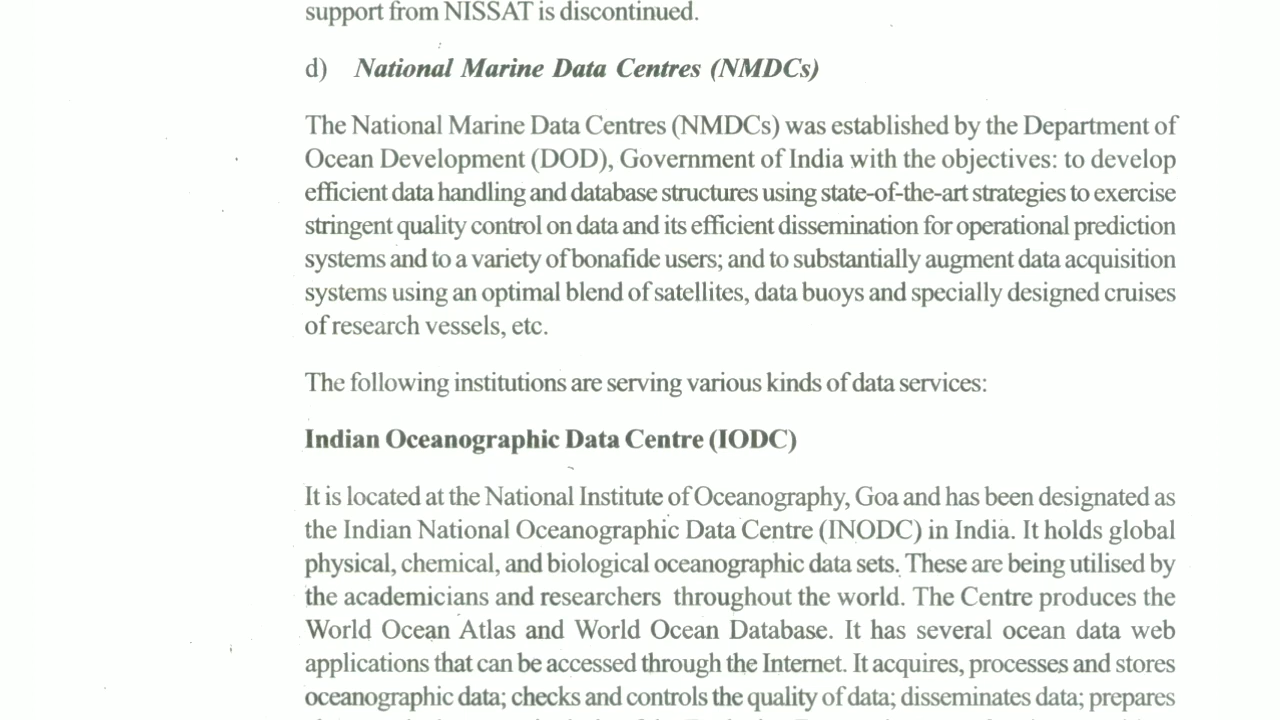 support from NISSAT is discontinued.
d) National Marine Data Centres (NMDCs)
The National Marine Data Centres (NMDCs) was established by the Department of
Ocean Development (DOD), Government of India with the objectives: to develop
efficient data handling and database structures using state-of-the-art strategies to exercise
stringent quality control on data and its efficient dissemination for operational prediction
systems and to a variety of bonafide users; and to substantially augment data acquisition
systems using an optimal blend of satellites, data buoys and specially designed cruises
of research vessels, etc.
The following institutions are serving various kinds of data services:
Indian Oceanographic Data Centre (IODC)
It is located at the National Institute of Oceanography, Goa and has been designated as
the Indian National Oceanographic Data Centre (INODC) in India. It holds global
physical, chemical, and biological oceanographic data sets. These are being utilised by
the academicians and researchers throughout the world. The Centre produces the
World Ocean Atlas and World Ocean Database. It has several ocean data web
applications that can be accessed through the Internet. It acquires, processes and stores
oceanographic data; checks and controls the quality of data; disseminates data; prepares